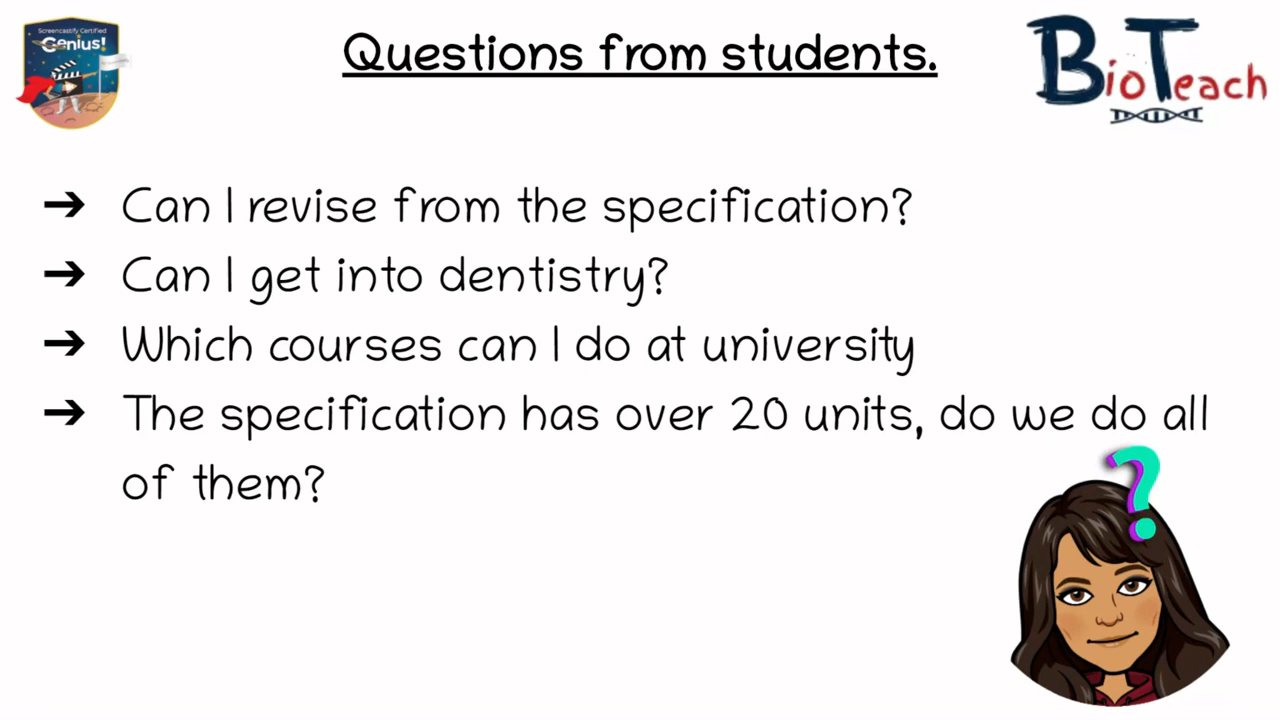 Screencastify Certified
Genius!
Questions from students.
BioTeach
➔ Can I revise from the specification?
➔ Can I get into dentistry?
➔ Which courses can I do at university
➔ The specification has over 20 units, do we do all
of them?
?